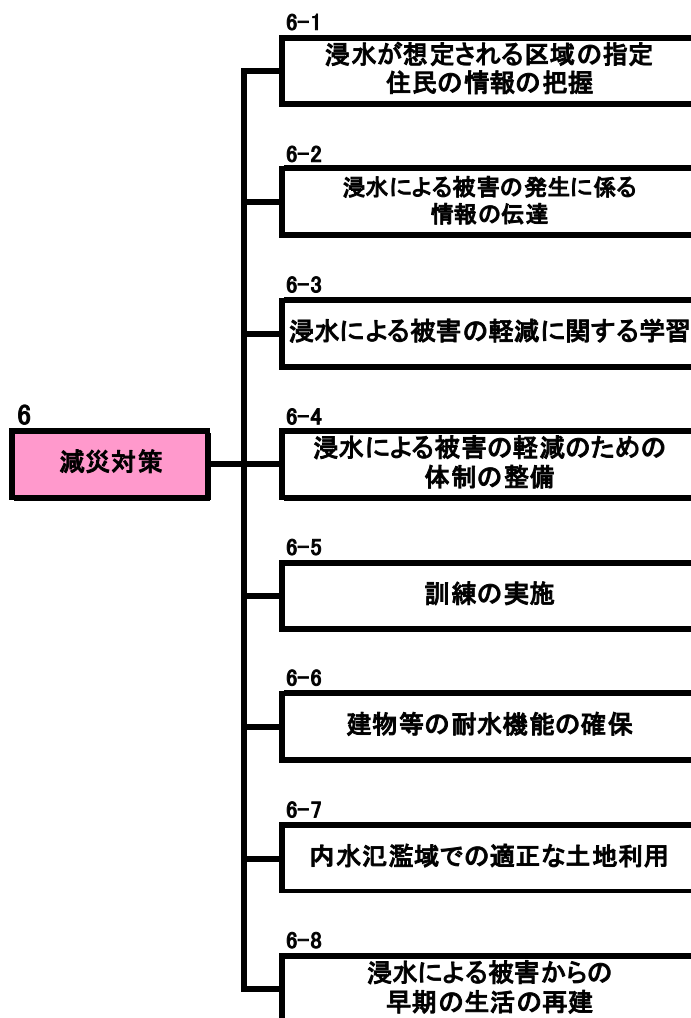 6-1
浸水が想定される区域の指定
住民の情報の把握
6-2
浸水による被害の発生に係る
情報の伝達
6-3
浸水による被害の軽減に関する学習
6
減災対策
6-4
浸水による被害の軽減のための
体制の整備
6-5
訓練の実施
6-6
建物等の耐水機能の確保
6-7
内水氾濫域での適正な土地利用
6-8
浸水による被害からの
早期の生活の再建